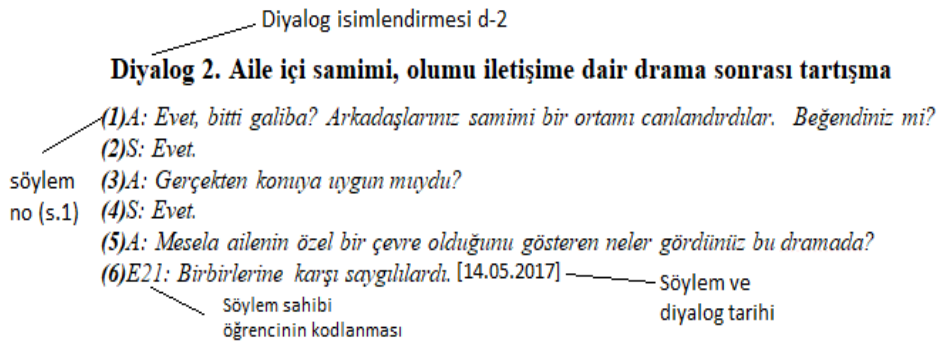 Diyalog isimlendirmesi d-2
Diyalog 2. Aile içi samimi, olumu iletişime dair drama sonrası tartışma
(1)A: Evet, bitti galiba? Arkadaşlarınız samimi bir ortamı canlandırdılar. Beğendiniz mi?
(2)S: Evet.
söylem
no (s.1)
(3)A: Gerçekten konuya uygun muydu?
(4)S: Evet.
(5)A: Mesela ailenin özel bir çevre olduğunu gösteren neler gördünüz bu dramada?
(6)E21: Birbirlerine karşı saygılılardı. [14.05.2017]
Söylem ve
diyalog tarihi
Söylem sahibi
öğrencinin kodlanması